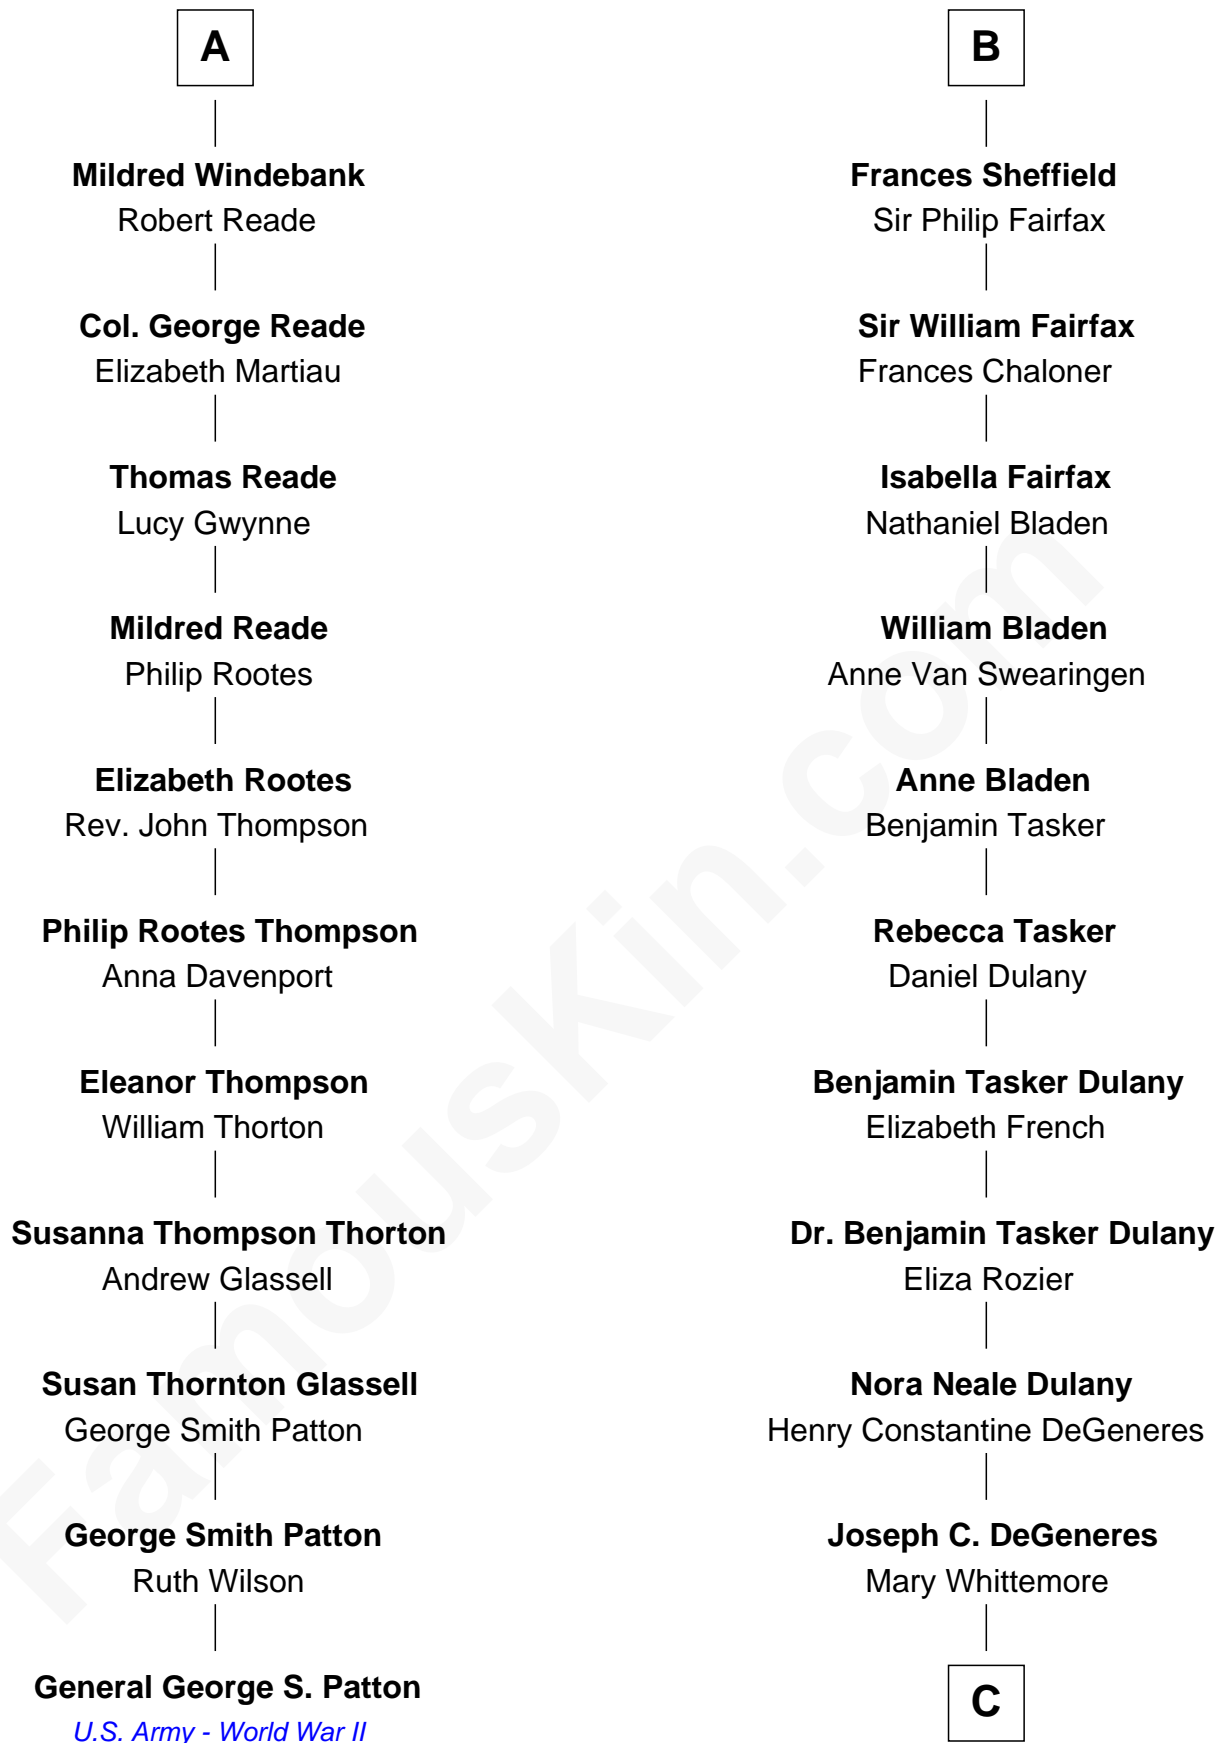 A
Mildred Windebank
Robert Reade
Col. George Reade
Elizabeth Martiau
Thomas Reade
Lucy Gwynne
Mildred Reade
Philip Rootes
Elizabeth Rootes
Rev. John Thompson
Philip Rootes Thompson
Anna Davenport
Eleanor Thompson
William Thorton
Susanna Thompson Thorton
Andrew Glassell
Susan Thornton Glassell
George Smith Patton
George Smith Patton
Ruth Wilson
General George S. Patton
U.S. Army - World War II
B
Frances Sheffield
Sir Philip Fairfax
Sir William Fairfax
Frances Chaloner
Isabella Fairfax
Nathaniel Bladen
William Bladen
Anne Van Swearingen
Anne Bladen
Benjamin Tasker
Rebecca Tasker
Daniel Dulany
Benjamin Tasker Dulany
Elizabeth French
Dr. Benjamin Tasker Dulany
Eliza Rozier
Nora Neale Dulany
Henry Constantine DeGeneres
Joseph C. DeGeneres
Mary Whittemore
C
FamousKin.com